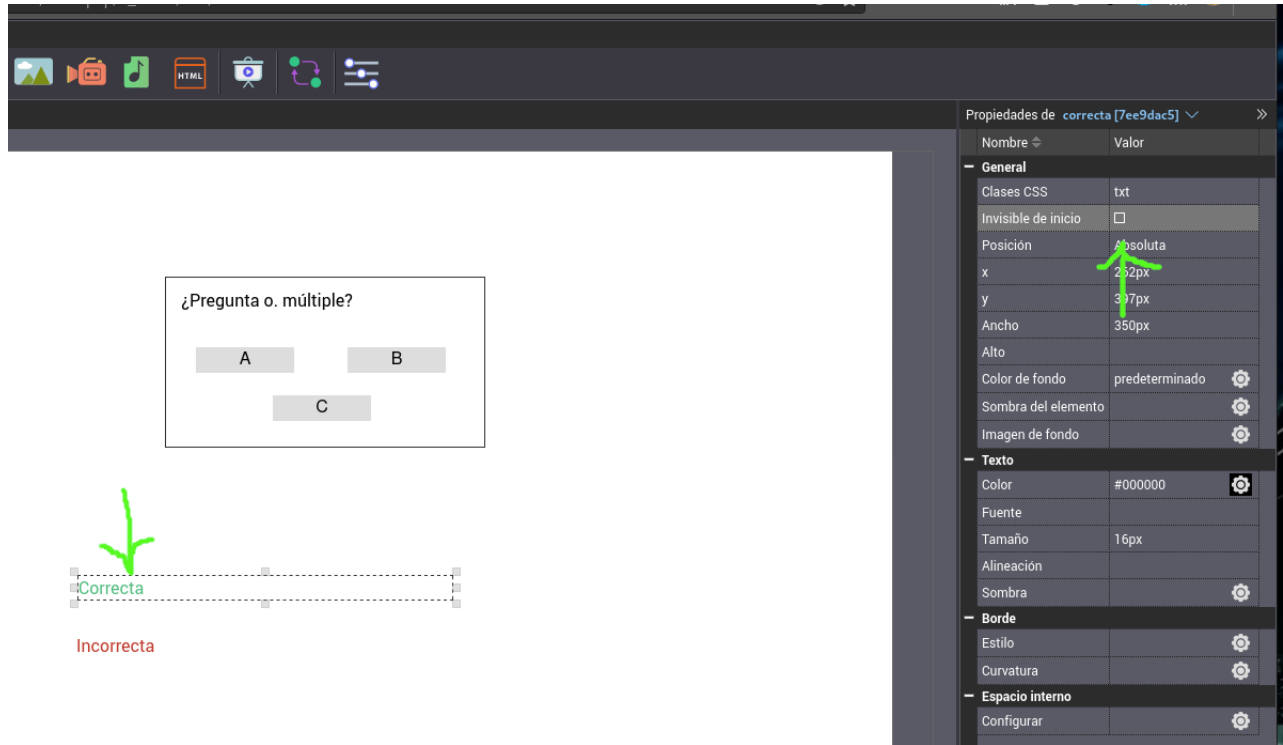 HTML
Propiedades de correcta [7ee9dac5]
Nombre Valor
General
Clases CSS txt
Invisible de inicio
Posición Absoluta
x 252px
y 397px
Ancho 350px
Alto
Color de fondo predeterminado
Sombra del elemento
Imagen de fondo
Texto
Color #000000
Fuente
Tamaño 16px
Alineación
Sombra
Borde
Estilo
Curvatura
Espacio interno
Configurar
¿Pregunta o. múltiple?
A B
C
Correcta
Incorrecta